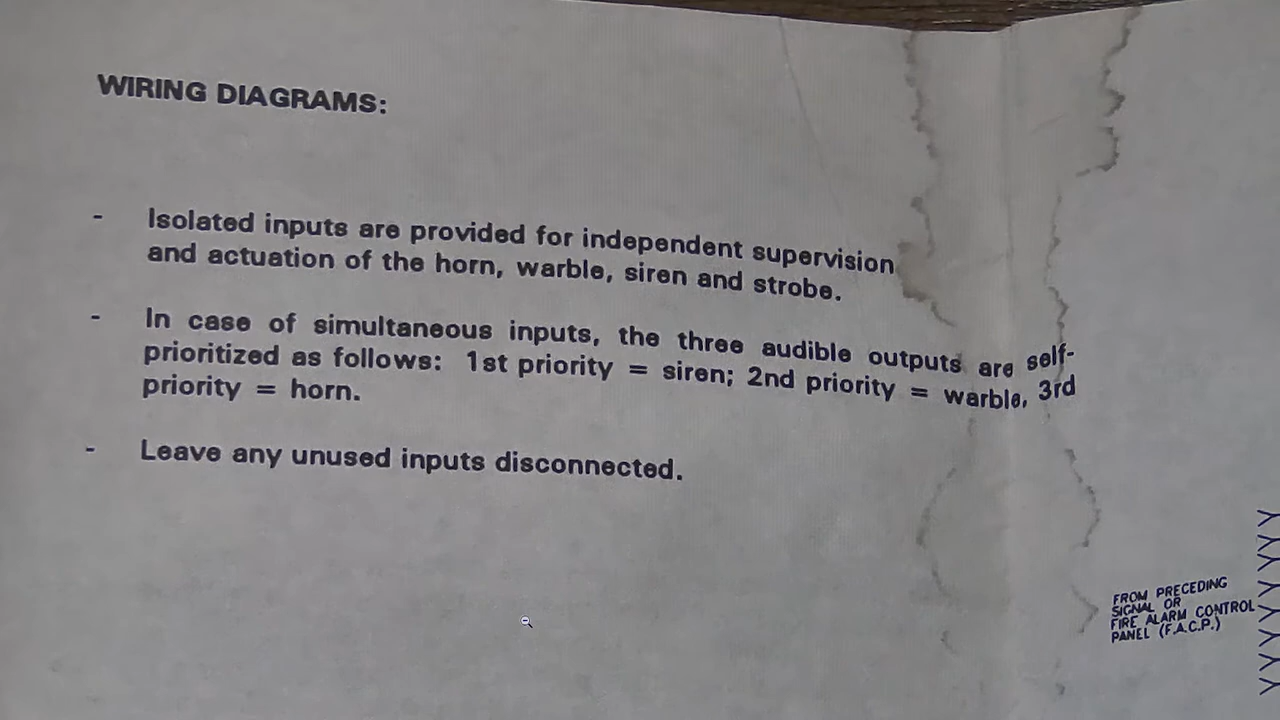 WIRING DIAGRAMS:
- Isolated inputs are provided for independent supervision
and actuation of the horn, warble, siren and strobe.
- In case of simultaneous inputs, the three audible outputs are self-
prioritized as follows: 1st priority = siren; 2nd priority = warble, 3rd
priority = horn.
- Leave any unused inputs disconnected.
FROM PRECEDING
SIGNAL OR
FIRE ALARM CONTROL
PANEL (F.A.C.P.)